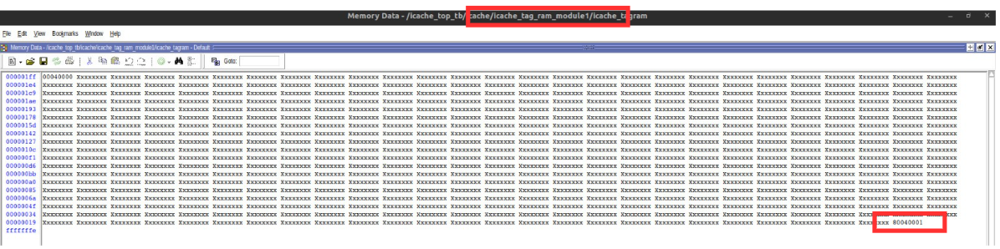 Memory Data - /icache_top_tb/icache/icache_tag_ram_module1/icache_tagram
File Edit View Bookmarks Window Help
Memory Data - /icache_top_tb/icache/icache_tag_ram_module1/icache_tagram - Default
Goto:
000001ff 00040000 Xxxxxxxx Xxxxxxxx Xxxxxxxx Xxxxxxxx Xxxxxxxx Xxxxxxxx Xxxxxxxx Xxxxxxxx Xxxxxxxx Xxxxxxxx Xxxxxxxx Xxxxxxxx Xxxxxxxx Xxxxxxxx Xxxxxxxx Xxxxxxxx Xxxxxxxx Xxxxxxxx Xxxxxxxx Xxxxxxxx Xxxxxxxx Xxxxxxxx Xxxxxxxx Xxxxxxxx Xxxxxxxx Xxxxxxxx
000001e4 Xxxxxxxx Xxxxxxxx Xxxxxxxx Xxxxxxxx Xxxxxxxx Xxxxxxxx Xxxxxxxx Xxxxxxxx Xxxxxxxx Xxxxxxxx Xxxxxxxx Xxxxxxxx Xxxxxxxx Xxxxxxxx Xxxxxxxx Xxxxxxxx Xxxxxxxx Xxxxxxxx Xxxxxxxx Xxxxxxxx Xxxxxxxx Xxxxxxxx Xxxxxxxx Xxxxxxxx Xxxxxxxx Xxxxxxxx Xxxxxxxx
000001c9 Xxxxxxxx Xxxxxxxx Xxxxxxxx Xxxxxxxx Xxxxxxxx Xxxxxxxx Xxxxxxxx Xxxxxxxx Xxxxxxxx Xxxxxxxx Xxxxxxxx Xxxxxxxx Xxxxxxxx Xxxxxxxx Xxxxxxxx Xxxxxxxx Xxxxxxxx Xxxxxxxx Xxxxxxxx Xxxxxxxx Xxxxxxxx Xxxxxxxx Xxxxxxxx Xxxxxxxx Xxxxxxxx Xxxxxxxx Xxxxxxxx
000001ae Xxxxxxxx Xxxxxxxx Xxxxxxxx Xxxxxxxx Xxxxxxxx Xxxxxxxx Xxxxxxxx Xxxxxxxx Xxxxxxxx Xxxxxxxx Xxxxxxxx Xxxxxxxx Xxxxxxxx Xxxxxxxx Xxxxxxxx Xxxxxxxx Xxxxxxxx Xxxxxxxx Xxxxxxxx Xxxxxxxx Xxxxxxxx Xxxxxxxx Xxxxxxxx Xxxxxxxx Xxxxxxxx Xxxxxxxx Xxxxxxxx
00000193 Xxxxxxxx Xxxxxxxx Xxxxxxxx Xxxxxxxx Xxxxxxxx Xxxxxxxx Xxxxxxxx Xxxxxxxx Xxxxxxxx Xxxxxxxx Xxxxxxxx Xxxxxxxx Xxxxxxxx Xxxxxxxx Xxxxxxxx Xxxxxxxx Xxxxxxxx Xxxxxxxx Xxxxxxxx Xxxxxxxx Xxxxxxxx Xxxxxxxx Xxxxxxxx Xxxxxxxx Xxxxxxxx Xxxxxxxx Xxxxxxxx
00000178 Xxxxxxxx Xxxxxxxx Xxxxxxxx Xxxxxxxx Xxxxxxxx Xxxxxxxx Xxxxxxxx Xxxxxxxx Xxxxxxxx Xxxxxxxx Xxxxxxxx Xxxxxxxx Xxxxxxxx Xxxxxxxx Xxxxxxxx Xxxxxxxx Xxxxxxxx Xxxxxxxx Xxxxxxxx Xxxxxxxx Xxxxxxxx Xxxxxxxx Xxxxxxxx Xxxxxxxx Xxxxxxxx Xxxxxxxx Xxxxxxxx
0000015d Xxxxxxxx Xxxxxxxx Xxxxxxxx Xxxxxxxx Xxxxxxxx Xxxxxxxx Xxxxxxxx Xxxxxxxx Xxxxxxxx Xxxxxxxx Xxxxxxxx Xxxxxxxx Xxxxxxxx Xxxxxxxx Xxxxxxxx Xxxxxxxx Xxxxxxxx Xxxxxxxx Xxxxxxxx Xxxxxxxx Xxxxxxxx Xxxxxxxx Xxxxxxxx Xxxxxxxx Xxxxxxxx Xxxxxxxx Xxxxxxxx
00000142 Xxxxxxxx Xxxxxxxx Xxxxxxxx Xxxxxxxx Xxxxxxxx Xxxxxxxx Xxxxxxxx Xxxxxxxx Xxxxxxxx Xxxxxxxx Xxxxxxxx Xxxxxxxx Xxxxxxxx Xxxxxxxx Xxxxxxxx Xxxxxxxx Xxxxxxxx Xxxxxxxx Xxxxxxxx Xxxxxxxx Xxxxxxxx Xxxxxxxx Xxxxxxxx Xxxxxxxx Xxxxxxxx Xxxxxxxx Xxxxxxxx
00000127 Xxxxxxxx Xxxxxxxx Xxxxxxxx Xxxxxxxx Xxxxxxxx Xxxxxxxx Xxxxxxxx Xxxxxxxx Xxxxxxxx Xxxxxxxx Xxxxxxxx Xxxxxxxx Xxxxxxxx Xxxxxxxx Xxxxxxxx Xxxxxxxx Xxxxxxxx Xxxxxxxx Xxxxxxxx Xxxxxxxx Xxxxxxxx Xxxxxxxx Xxxxxxxx Xxxxxxxx Xxxxxxxx Xxxxxxxx Xxxxxxxx
0000010c Xxxxxxxx Xxxxxxxx Xxxxxxxx Xxxxxxxx Xxxxxxxx Xxxxxxxx Xxxxxxxx Xxxxxxxx Xxxxxxxx Xxxxxxxx Xxxxxxxx Xxxxxxxx Xxxxxxxx Xxxxxxxx Xxxxxxxx Xxxxxxxx Xxxxxxxx Xxxxxxxx Xxxxxxxx Xxxxxxxx Xxxxxxxx Xxxxxxxx Xxxxxxxx Xxxxxxxx Xxxxxxxx Xxxxxxxx Xxxxxxxx
000000f1 Xxxxxxxx Xxxxxxxx Xxxxxxxx Xxxxxxxx Xxxxxxxx Xxxxxxxx Xxxxxxxx Xxxxxxxx Xxxxxxxx Xxxxxxxx Xxxxxxxx Xxxxxxxx Xxxxxxxx Xxxxxxxx Xxxxxxxx Xxxxxxxx Xxxxxxxx Xxxxxxxx Xxxxxxxx Xxxxxxxx Xxxxxxxx Xxxxxxxx Xxxxxxxx Xxxxxxxx Xxxxxxxx Xxxxxxxx Xxxxxxxx
000000d6 Xxxxxxxx Xxxxxxxx Xxxxxxxx Xxxxxxxx Xxxxxxxx Xxxxxxxx Xxxxxxxx Xxxxxxxx Xxxxxxxx Xxxxxxxx Xxxxxxxx Xxxxxxxx Xxxxxxxx Xxxxxxxx Xxxxxxxx Xxxxxxxx Xxxxxxxx Xxxxxxxx Xxxxxxxx Xxxxxxxx Xxxxxxxx Xxxxxxxx Xxxxxxxx Xxxxxxxx Xxxxxxxx Xxxxxxxx Xxxxxxxx
000000bb Xxxxxxxx Xxxxxxxx Xxxxxxxx Xxxxxxxx Xxxxxxxx Xxxxxxxx Xxxxxxxx Xxxxxxxx Xxxxxxxx Xxxxxxxx Xxxxxxxx Xxxxxxxx Xxxxxxxx Xxxxxxxx Xxxxxxxx Xxxxxxxx Xxxxxxxx Xxxxxxxx Xxxxxxxx Xxxxxxxx Xxxxxxxx Xxxxxxxx Xxxxxxxx Xxxxxxxx Xxxxxxxx Xxxxxxxx Xxxxxxxx
000000a0 Xxxxxxxx Xxxxxxxx Xxxxxxxx Xxxxxxxx Xxxxxxxx Xxxxxxxx Xxxxxxxx Xxxxxxxx Xxxxxxxx Xxxxxxxx Xxxxxxxx Xxxxxxxx Xxxxxxxx Xxxxxxxx Xxxxxxxx Xxxxxxxx Xxxxxxxx Xxxxxxxx Xxxxxxxx Xxxxxxxx Xxxxxxxx Xxxxxxxx Xxxxxxxx Xxxxxxxx Xxxxxxxx Xxxxxxxx Xxxxxxxx
00000085 Xxxxxxxx Xxxxxxxx Xxxxxxxx Xxxxxxxx Xxxxxxxx Xxxxxxxx Xxxxxxxx Xxxxxxxx Xxxxxxxx Xxxxxxxx Xxxxxxxx Xxxxxxxx Xxxxxxxx Xxxxxxxx Xxxxxxxx Xxxxxxxx Xxxxxxxx Xxxxxxxx Xxxxxxxx Xxxxxxxx Xxxxxxxx Xxxxxxxx Xxxxxxxx Xxxxxxxx Xxxxxxxx Xxxxxxxx Xxxxxxxx
0000006a Xxxxxxxx Xxxxxxxx Xxxxxxxx Xxxxxxxx Xxxxxxxx Xxxxxxxx Xxxxxxxx Xxxxxxxx Xxxxxxxx Xxxxxxxx Xxxxxxxx Xxxxxxxx Xxxxxxxx Xxxxxxxx Xxxxxxxx Xxxxxxxx Xxxxxxxx Xxxxxxxx Xxxxxxxx Xxxxxxxx Xxxxxxxx Xxxxxxxx Xxxxxxxx Xxxxxxxx Xxxxxxxx Xxxxxxxx Xxxxxxxx
0000004f Xxxxxxxx Xxxxxxxx Xxxxxxxx Xxxxxxxx Xxxxxxxx Xxxxxxxx Xxxxxxxx Xxxxxxxx Xxxxxxxx Xxxxxxxx Xxxxxxxx Xxxxxxxx Xxxxxxxx Xxxxxxxx Xxxxxxxx Xxxxxxxx Xxxxxxxx Xxxxxxxx Xxxxxxxx Xxxxxxxx Xxxxxxxx Xxxxxxxx Xxxxxxxx Xxxxxxxx Xxxxxxxx Xxxxxxxx Xxxxxxxx
00000034 Xxxxxxxx Xxxxxxxx Xxxxxxxx Xxxxxxxx Xxxxxxxx Xxxxxxxx Xxxxxxxx Xxxxxxxx Xxxxxxxx Xxxxxxxx Xxxxxxxx Xxxxxxxx Xxxxxxxx Xxxxxxxx Xxxxxxxx Xxxxxxxx Xxxxxxxx Xxxxxxxx Xxxxxxxx Xxxxxxxx Xxxxxxxx Xxxxxxxx Xxxxxxxx Xxxxxxxx Xxxxxxxx Xxxxxxxx Xxxxxxxx
00000019 Xxxxxxxx Xxxxxxxx Xxxxxxxx Xxxxxxxx Xxxxxxxx Xxxxxxxx Xxxxxxxx Xxxxxxxx Xxxxxxxx Xxxxxxxx Xxxxxxxx Xxxxxxxx Xxxxxxxx Xxxxxxxx Xxxxxxxx Xxxxxxxx Xxxxxxxx Xxxxxxxx Xxxxxxxx Xxxxxxxx Xxxxxxxx Xxxxxxxx Xxxxxxxx Xxxxxxxx Xxxxxxxx 80040001
fffffffe